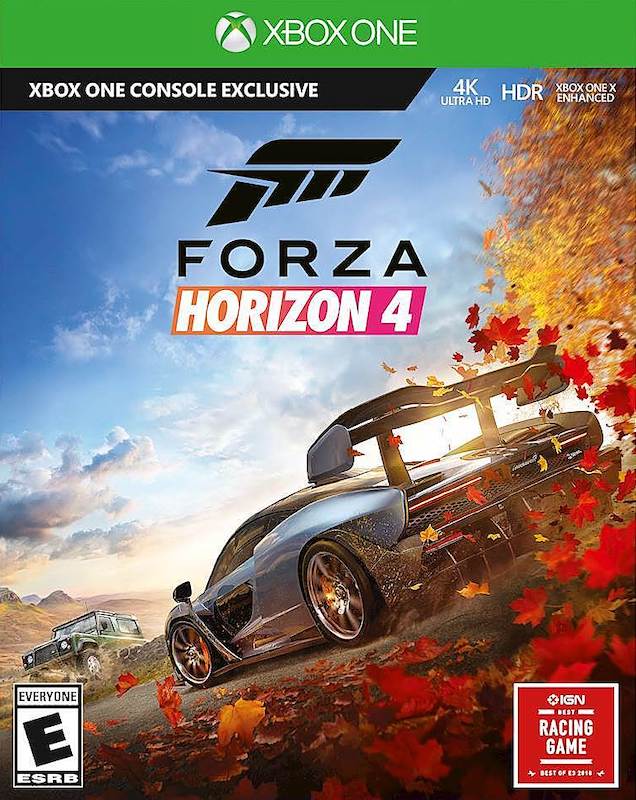 XBOX ONE
XBOX ONE CONSOLE EXCLUSIVE
4K
ULTRA HD
HDR
XBOX ONE X
ENHANCED
FORZA
HORIZON 4
EVERYONE
E
ESRB
IGN
BEST
RACING
GAME
BEST OF E3 2018